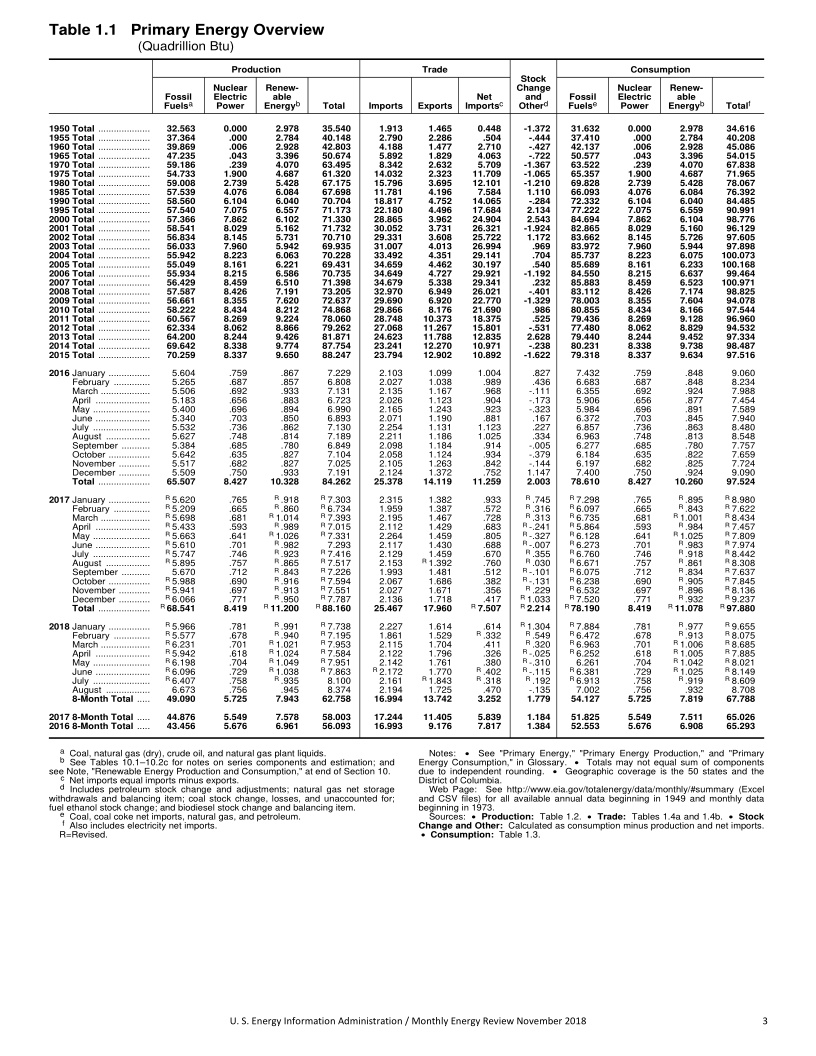 Table 1.1 Primary Energy Overview
(Quadrillion Btu)
Production Trade Stock Change and Other d Consumption
Fossil Fuels a Nuclear Electric Power Renew-able Energy b Total Imports Exports Net Imports c Fossil Fuels e Nuclear Electric Power Renew-able Energy b Total f
1950 Total .................... 32.563 0.000 2.978 35.540 1.913 1.465 0.448 -1.372 31.632 0.000 2.978 34.616
1955 Total .................... 37.364 .000 2.784 40.148 2.790 2.286 .504 -.444 37.410 .000 2.784 40.208
1960 Total .................... 39.869 .006 2.928 42.803 4.188 1.477 2.710 -.427 42.137 .006 2.928 45.086
1965 Total .................... 47.235 .043 3.396 50.674 5.892 1.829 4.063 -.722 50.577 .043 3.396 54.015
1970 Total .................... 59.186 .239 4.070 63.495 8.342 2.632 5.709 -1.367 63.522 .239 4.070 67.838
1975 Total .................... 54.733 1.900 4.687 61.320 14.032 2.323 11.709 -1.065 65.357 1.900 4.687 71.965
1980 Total .................... 59.008 2.739 5.428 67.175 15.796 3.695 12.101 -1.210 69.828 2.739 5.428 78.067
1985 Total .................... 57.539 4.076 6.084 67.698 11.781 4.196 7.584 1.110 66.093 4.076 6.084 76.392
1990 Total .................... 58.560 6.104 6.040 70.704 18.817 4.752 14.065 -.284 72.332 6.104 6.040 84.485
1995 Total .................... 57.540 7.075 6.557 71.173 22.180 4.496 17.684 2.134 77.222 7.075 6.559 90.991
2000 Total .................... 57.366 7.862 6.102 71.330 28.865 3.962 24.904 2.543 84.694 7.862 6.104 98.776
2001 Total .................... 58.541 8.029 5.162 71.732 30.052 3.731 26.321 -1.924 82.865 8.029 5.160 96.129
2002 Total .................... 56.834 8.145 5.731 70.710 29.331 3.608 25.722 1.172 83.662 8.145 5.726 97.605
2003 Total .................... 56.033 7.960 5.942 69.935 31.007 4.013 26.994 .969 83.972 7.960 5.944 97.898
2004 Total .................... 55.942 8.223 6.063 70.228 33.492 4.351 29.141 .704 85.737 8.223 6.075 100.073
2005 Total .................... 55.049 8.161 6.221 69.431 34.659 4.462 30.197 .540 85.689 8.161 6.233 100.168
2006 Total .................... 55.934 8.215 6.586 70.735 34.649 4.727 29.921 -1.192 84.550 8.215 6.637 99.464
2007 Total .................... 56.429 8.459 6.510 71.398 34.679 5.338 29.341 .232 85.883 8.459 6.523 100.971
2008 Total .................... 57.587 8.426 7.191 73.205 32.970 6.949 26.021 -.401 83.112 8.426 7.174 98.825
2009 Total .................... 56.661 8.355 7.620 72.637 29.690 6.920 22.770 -1.329 78.003 8.355 7.604 94.078
2010 Total .................... 58.222 8.434 8.212 74.868 29.866 8.176 21.690 .986 80.855 8.434 8.166 97.544
2011 Total .................... 60.567 8.269 9.224 78.060 28.748 10.373 18.375 .525 79.436 8.269 9.128 96.960
2012 Total .................... 62.334 8.062 8.866 79.262 27.068 11.267 15.801 -.531 77.480 8.062 8.829 94.532
2013 Total .................... 64.200 8.244 9.426 81.871 24.623 11.788 12.835 2.628 79.440 8.244 9.452 97.334
2014 Total .................... 69.642 8.338 9.774 87.754 23.241 12.270 10.971 -.238 80.231 8.338 9.738 98.487
2015 Total .................... 70.259 8.337 9.650 88.247 23.794 12.902 10.892 -1.622 79.318 8.337 9.634 97.516
2016 January ................ 5.604 .759 .867 7.229 2.103 1.099 1.004 .827 7.432 .759 .848 9.060
February .............. 5.265 .687 .857 6.808 2.027 1.038 .989 .436 6.683 .687 .848 8.234
March ................... 5.506 .692 .933 7.131 2.135 1.167 .968 -.111 6.355 .692 .924 7.988
April ..................... 5.183 .656 .883 6.723 2.026 1.123 .904 -.173 5.906 .656 .877 7.454
May ...................... 5.400 .696 .894 6.990 2.165 1.243 .923 -.323 5.984 .696 .891 7.589
June ..................... 5.340 .703 .850 6.893 2.071 1.190 .881 .167 6.372 .703 .845 7.940
July ...................... 5.532 .736 .862 7.130 2.254 1.131 1.123 .227 6.857 .736 .863 8.480
August ................. 5.627 .748 .814 7.189 2.211 1.186 1.025 .334 6.963 .748 .813 8.548
September ........... 5.384 .685 .780 6.849 2.098 1.184 .914 -.005 6.277 .685 .780 7.757
October ................ 5.642 .635 .827 7.104 2.058 1.124 .934 -.379 6.184 .635 .822 7.659
November ............ 5.517 .682 .827 7.025 2.105 1.263 .842 -.144 6.197 .682 .825 7.724
December ............ 5.509 .750 .933 7.191 2.124 1.372 .752 1.147 7.400 .750 .924 9.090
Total .................... 65.507 8.427 10.328 84.262 25.378 14.119 11.259 2.003 78.610 8.427 10.260 97.524
2017 January ................ R 5.620 .765 R .918 R 7.303 2.315 1.382 .933 R .745 R 7.298 .765 R .895 R 8.980
February .............. R 5.209 .665 R .860 R 6.734 1.959 1.387 .572 R .316 R 6.097 .665 R .843 R 7.622
March ................... R 5.698 .681 R 1.014 R 7.393 2.195 1.467 .728 R .313 R 6.735 .681 R 1.001 R 8.434
April ..................... R 5.433 .593 R .989 R 7.015 2.112 1.429 .683 R -.241 R 5.864 .593 R .984 R 7.457
May ...................... R 5.663 .641 R 1.026 R 7.331 2.264 1.459 .805 R -.327 R 6.128 .641 R 1.025 R 7.809
June ..................... R 5.610 .701 R .982 7.293 2.117 1.430 .688 R -.007 R 6.273 .701 R .983 R 7.974
July ...................... R 5.747 .746 R .923 R 7.416 2.129 1.459 .670 R .355 R 6.760 .746 R .918 R 8.442
August ................. R 5.895 .757 R .865 R 7.517 2.153 R 1.392 .760 R .030 R 6.671 .757 R .861 R 8.308
September ........... 5.670 .712 R .843 R 7.226 1.993 1.481 .512 R -.101 R 6.075 .712 R .834 R 7.637
October ................ R 5.988 .690 R .916 R 7.594 2.067 1.686 .382 R -.131 R 6.238 .690 R .905 R 7.845
November ............ R 5.941 .697 R .913 R 7.551 2.027 1.671 .356 R .229 R 6.532 .697 R .896 R 8.136
December ............ R 6.066 .771 R .950 R 7.787 2.136 1.718 .417 R 1.033 R 7.520 .771 R .932 R 9.237
Total .................... R 68.541 8.419 R 11.200 R 88.160 25.467 17.960 R 7.507 R 2.214 R 78.190 8.419 R 11.078 R 97.880
2018 January ................ R 5.966 .781 R .991 R 7.738 2.227 1.614 .614 R 1.304 R 7.884 .781 R .977 R 9.655
February .............. R 5.577 .678 R .940 R 7.195 1.861 1.529 R .332 R .549 R 6.472 .678 R .913 R 8.075
March ................... R 6.231 .701 R 1.021 R 7.953 2.115 1.704 .411 R .320 R 6.963 .701 R 1.006 R 8.685
April ..................... R 5.942 .618 R 1.024 R 7.584 2.122 1.796 .326 R -.025 R 6.252 .618 R 1.005 R 7.885
May ...................... R 6.198 .704 R 1.049 R 7.951 2.142 1.761 .380 R -.310 6.261 .704 R 1.042 R 8.021
June ..................... R 6.096 .729 R 1.038 R 7.863 R 2.172 1.770 R .402 R -.115 R 6.381 .729 R 1.025 R 8.149
July ...................... R 6.407 .758 R .935 8.100 2.161 R 1.843 R .318 R .192 R 6.913 .758 R .919 R 8.609
August ................. 6.673 .756 .945 8.374 2.194 1.725 .470 -.135 7.002 .756 .932 8.708
8-Month Total ..... 49.090 5.725 7.943 62.758 16.994 13.742 3.252 1.779 54.127 5.725 7.819 67.788
2017 8-Month Total ..... 44.876 5.549 7.578 58.003 17.244 11.405 5.839 1.184 51.825 5.549 7.511 65.026
2016 8-Month Total ..... 43.456 5.676 6.961 56.093 16.993 9.176 7.817 1.384 52.553 5.676 6.908 65.293
a Coal, natural gas (dry), crude oil, and natural gas plant liquids.
b See Tables 10.1–10.2c for notes on series components and estimation; and
see Note, "Renewable Energy Production and Consumption," at end of Section 10.
c Net imports equal imports minus exports.
d Includes petroleum stock change and adjustments; natural gas net storage
withdrawals and balancing item; coal stock change, losses, and unaccounted for;
fuel ethanol stock change; and biodiesel stock change and balancing item.
e Coal, coal coke net imports, natural gas, and petroleum.
f Also includes electricity net imports.
R=Revised.
Notes: • See "Primary Energy," "Primary Energy Production," and "Primary
Energy Consumption," in Glossary. • Totals may not equal sum of components
due to independent rounding. • Geographic coverage is the 50 states and the
District of Columbia.
Web Page: See http://www.eia.gov/totalenergy/data/monthly/#summary (Excel
and CSV files) for all available annual data beginning in 1949 and monthly data
beginning in 1973.
Sources: • Production: Table 1.2. • Trade: Tables 1.4a and 1.4b. • Stock
Change and Other: Calculated as consumption minus production and net imports.
• Consumption: Table 1.3.
U. S. Energy Information Administration / Monthly Energy Review November 2018 3